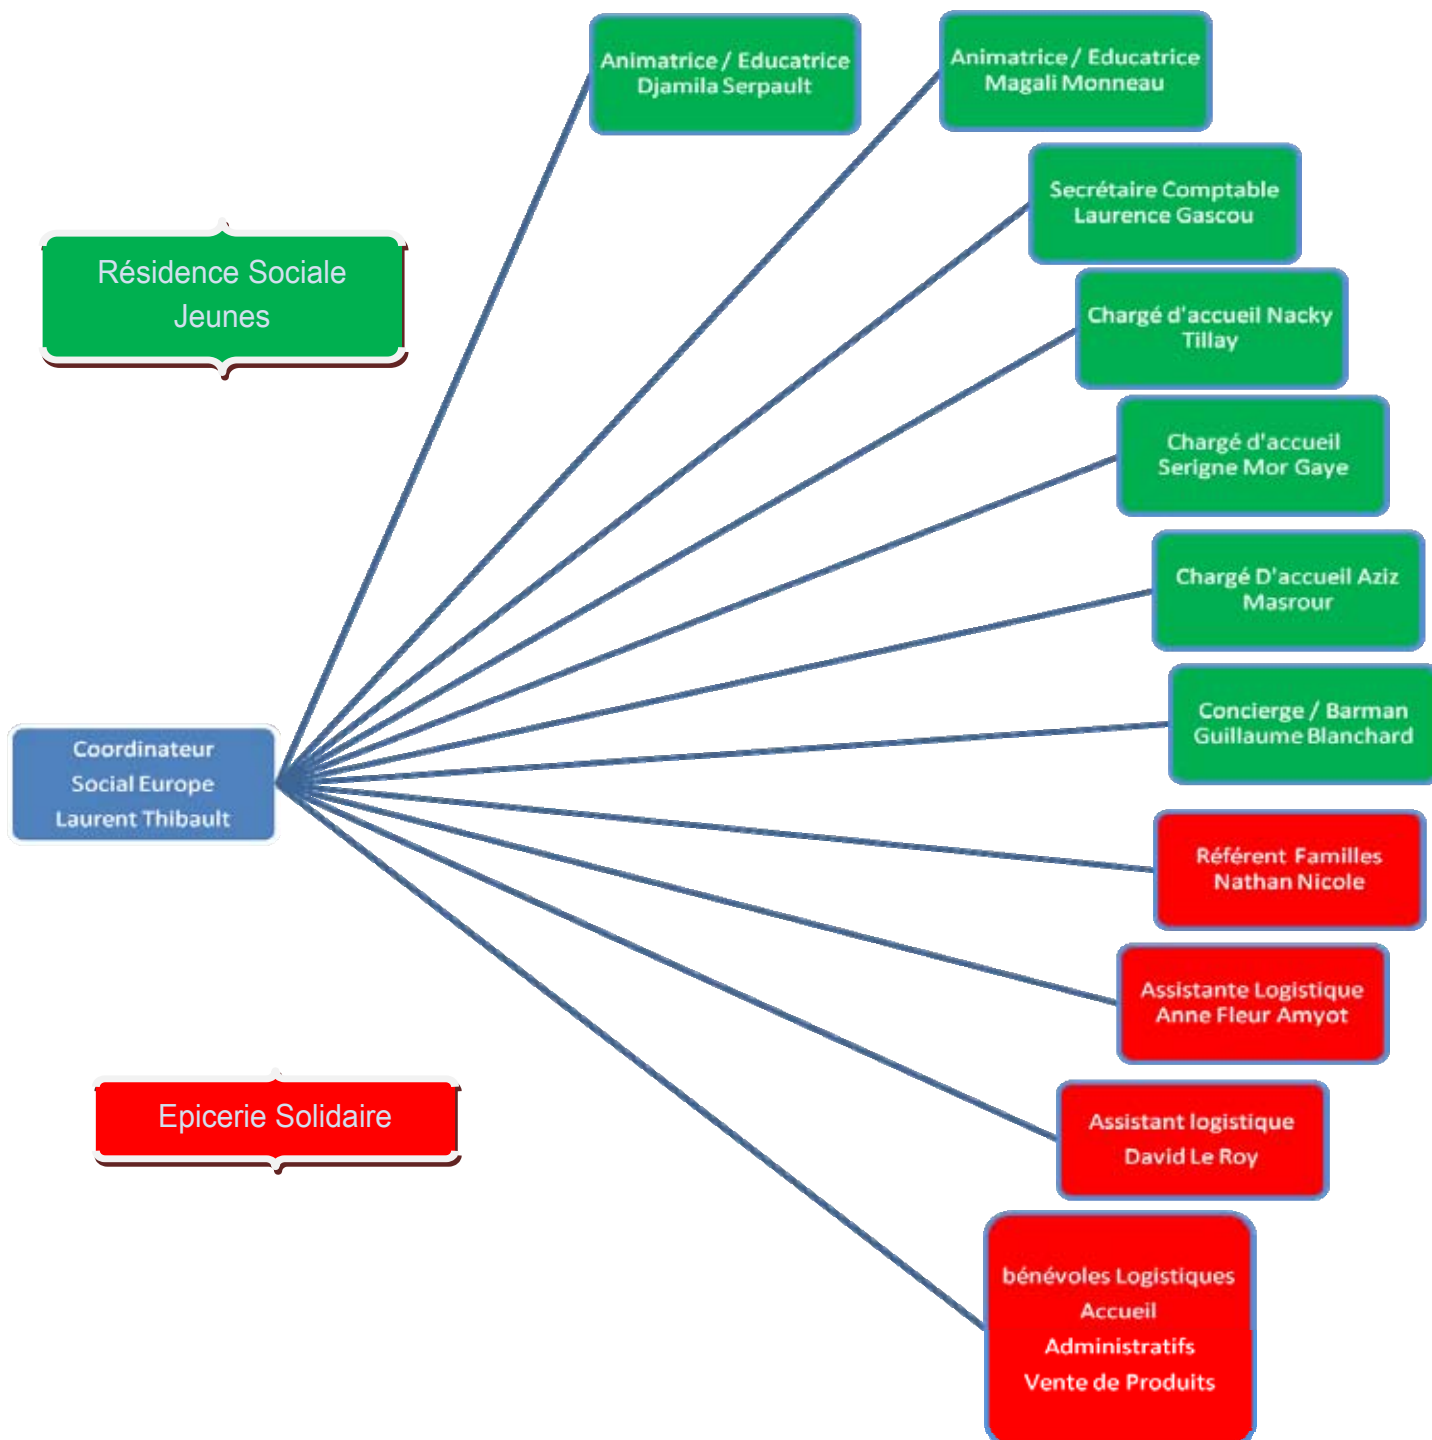 Animatrice / Educatrice
Djamila Serpault
Animatrice / Educatrice
Magali Monneau
Secrétaire Comptable
Laurence Gascou
Résidence Sociale
Jeunes
Chargé d'accueil Nacky
Tillay
Chargé d'accueil
Serigne Mor Gaye
Chargé D'accueil Aziz
Masrour
Concierge / Barman
Guillaume Blanchard
Coordinateur
Social Europe
Laurent Thibault
Référent Familles
Nathan Nicole
Assistante Logistique
Anne Fleur Amyot
Epicerie Solidaire
Assistant logistique
David Le Roy
bénévoles Logistiques
Accueil
Administratifs
Vente de Produits